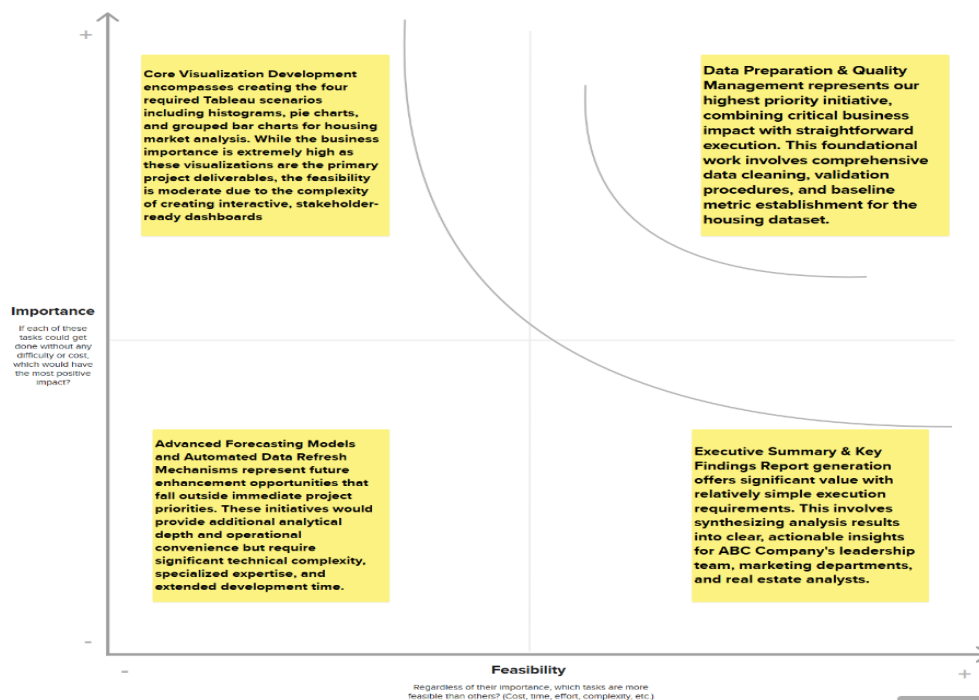 +
Core Visualization Development
encompasses creating the four
required Tableau scenarios
including histograms, pie charts,
and grouped bar charts for housing
market analysis. While the business
importance is extremely high as
these visualizations are the primary
project deliverables, the feasibility
is moderate due to the complexity
of creating interactive, stakeholder-
ready dashboards
Data Preparation & Quality
Management represents our
highest priority initiative,
combining critical business
impact with straightforward
execution. This foundational
work involves comprehensive
data cleaning, validation
procedures, and baseline
metric establishment for the
housing dataset.
Importance
If each of these
tasks could get
done without any
difficulty or cost,
which would have
the most positive
impact?
Advanced Forecasting Models
and Automated Data Refresh
Mechanisms represent future
enhancement opportunities that
fall outside immediate project
priorities. These initiatives would
provide additional analytical
depth and operational
convenience but require
significant technical complexity,
specialized expertise, and
extended development time.
Executive Summary & Key
Findings Report generation
offers significant value with
relatively simple execution
requirements. This involves
synthesizing analysis results
into clear, actionable insights
for ABC Company's leadership
team, marketing departments,
and real estate analysts.
-
-
Feasibility
+
Regardless of their importance, which tasks are more
feasible than others? (Cost, time, effort, complexity, etc.)